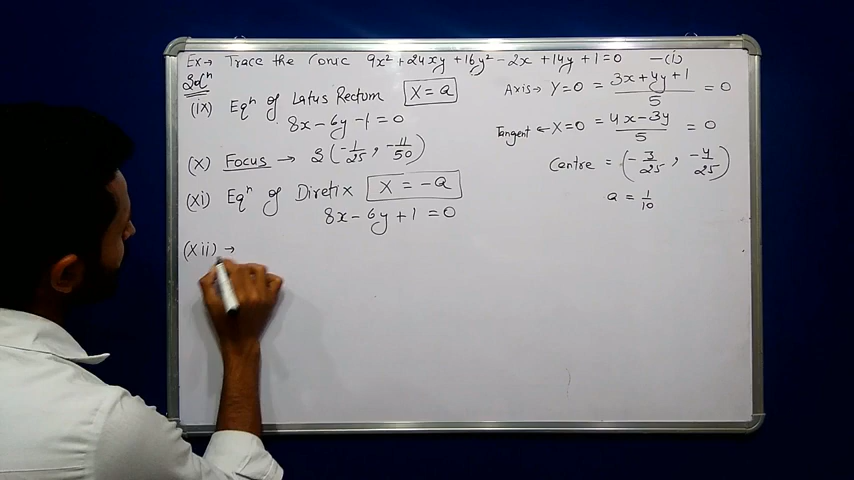 Ex→ Trace the Conic 9x² + 24xy + 16y² - 2x + 14y + 1 = 0 —(i)
Solⁿ
(ix) Eqⁿ of Latus Rectum X = a
8x - 6y - 1 = 0
(x) Focus → S(-1/25, -11/50)
(xi) Eqⁿ of Diretix X = -a
8x - 6y + 1 = 0
(xii) →
Axis→ Y=0 = 3x+4y+1/5 = 0
Tangent ← X=0 = 4x-3y/5 = 0
Centre = (-3/25, -4/25)
a = 1/10